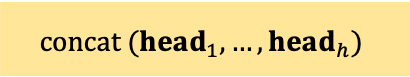 concat (head₁, ..., headₕ)